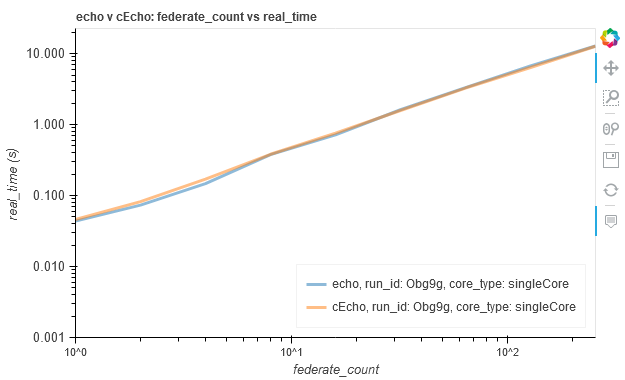 echo v cEcho: federate_count vs real_time
10.000
1.000
0.100
0.010
0.001
real_time (s)
echo, run_id: Obg9g, core_type: singleCore
cEcho, run_id: Obg9g, core_type: singleCore
10^0
10^1
10^2
federate_count